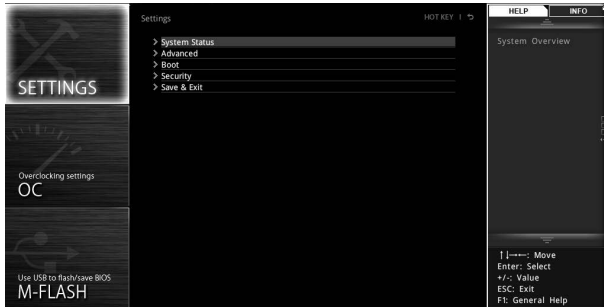 Settings
HOT KEY
HELP
INFO
System Overview
> System Status
> Advanced
> Boot
> Security
> Save & Exit
SETTINGS
Overclocking settings
OC
Use USB to flash/save BIOS
M-FLASH
↑↓→←: Move
Enter: Select
+/-: Value
ESC: Exit
F1: General Help